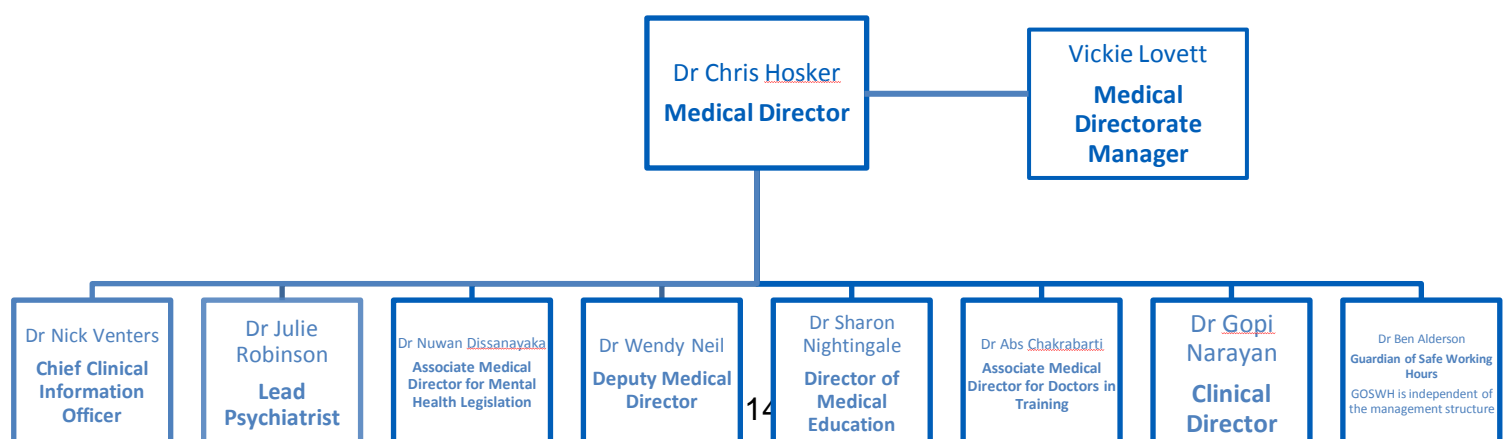 Dr Chris Hosker
Medical Director
Vickie Lovett
Medical
Directorate
Manager
Dr Nick Venters
Chief Clinical
Information
Officer
Dr Julie
Robinson
Lead
Psychiatrist
Dr Nuwan Dissanayaka
Associate Medical
Director for Mental
Health Legislation
Dr Wendy Neil
Deputy Medical
Director
14
Dr Sharon
Nightingale
Director of
Medical
Education
Dr Abs Chakrabarti
Associate Medical
Director for Doctors in
Training
Dr Gopi
Narayan
Clinical
Director
Dr Ben Alderson
Guardian of Safe Working
Hours
GOSWH is independent of
the management structure